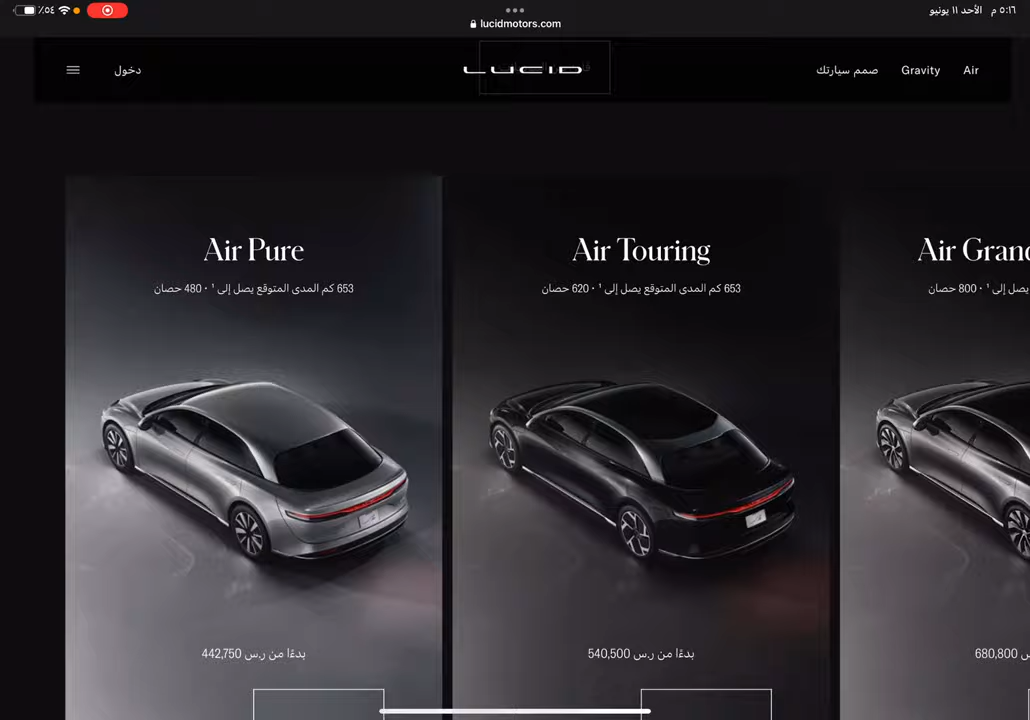 ٥:١٦ م الأحد ١١ يونيو
٪٥٤
lucidmotors.com
Air
Gravity
صمم سيارتك
LUCID
دخول
Air Pure
653 كم المدى المتوقع يصل إلى ¹ · 480 حصان
بدءًا من ر.س 442,750
Air Touring
653 كم المدى المتوقع يصل إلى ¹ · 620 حصان
بدءًا من ر.س 540,500
Air Grand
يصل إلى ¹ · 800 حصان
680,800